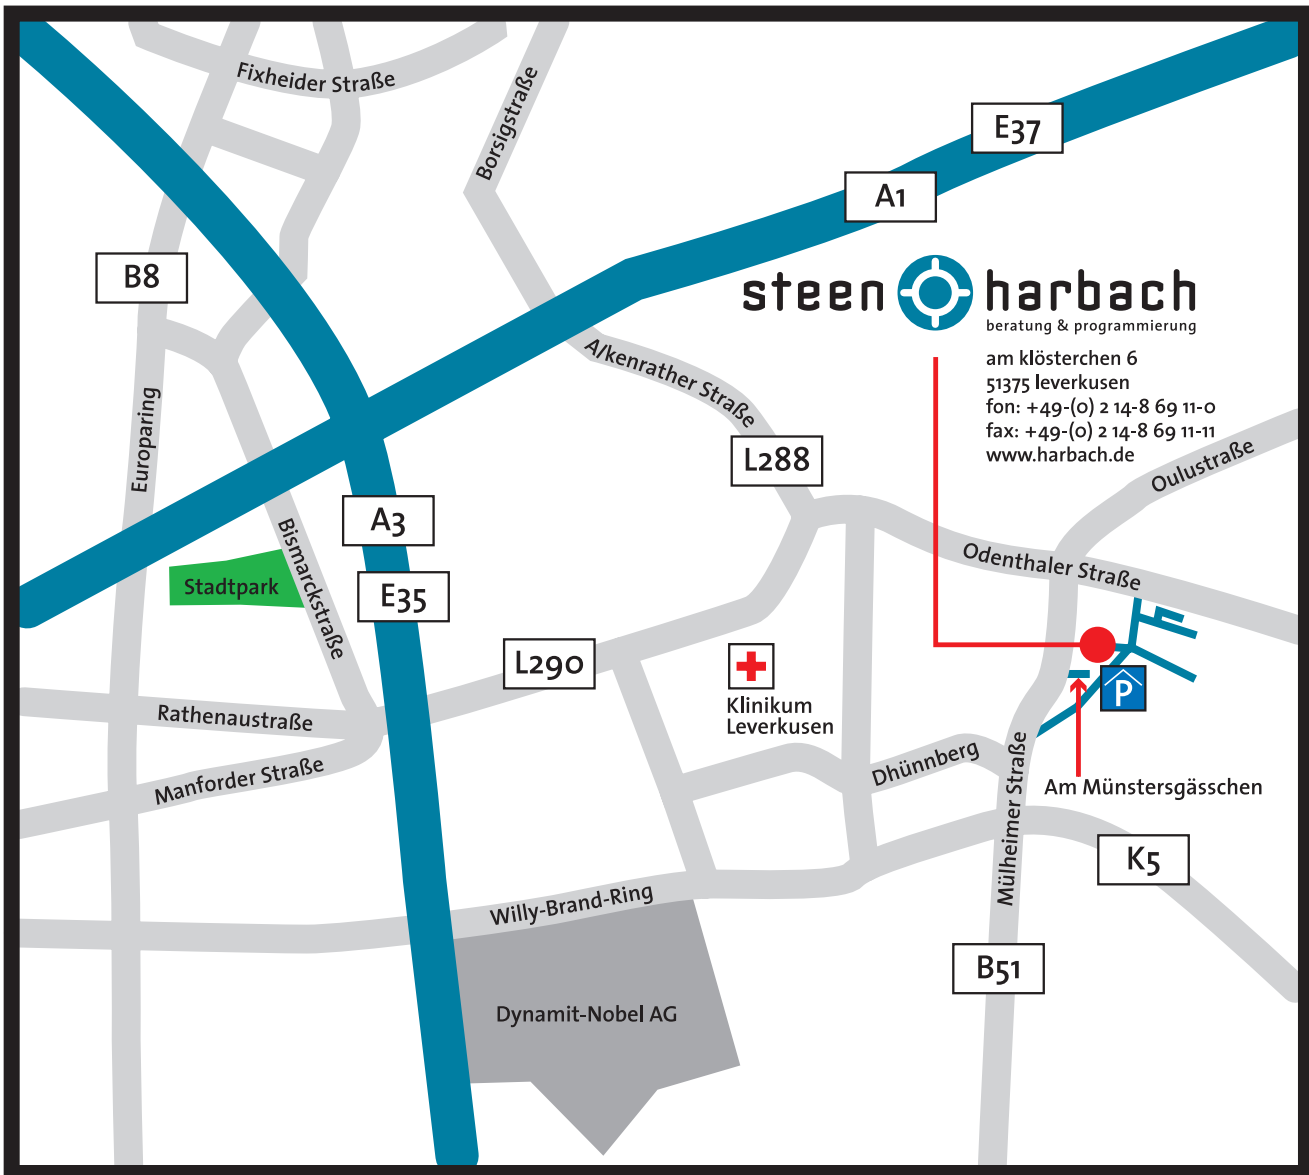 Fixheider Straße
Borsigstraße
E37
A1
B8
steen harbach
beratung & programmierung
am klösterchen 6
51375 leverkusen
fon: +49-(0) 2 14-8 69 11-0
fax: +49-(0) 2 14-8 69 11-11
www.harbach.de
Alkenrather Straße
Europaring
L288
Oulustraße
A3
Bismarckstraße
Odenthaler Straße
Stadtpark
E35
L290
Klinikum
Leverkusen
P
Rathenaustraße
Manforder Straße
Dhünnberg
Am Münstersgässchen
Mülheimer Straße
K5
Willy-Brand-Ring
B51
Dynamit-Nobel AG